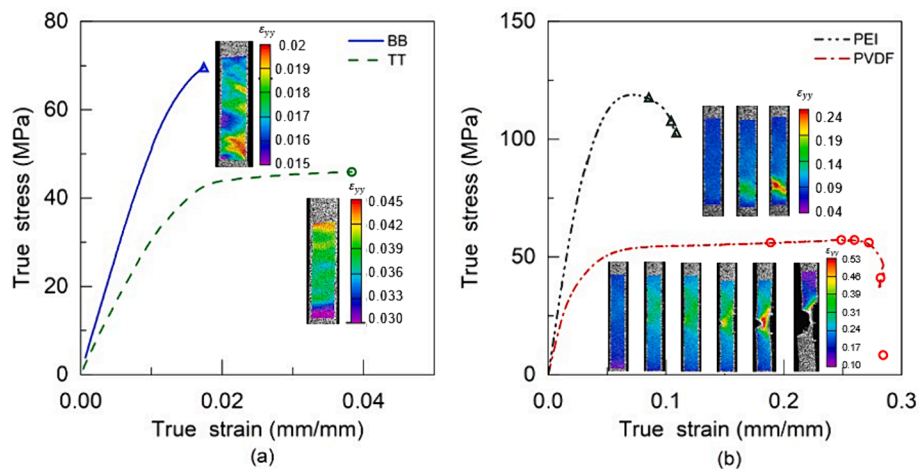 80
60
40
20
0
True stress (MPa)
0.00
0.02
0.04
True strain (mm/mm)
(a)
BB
TT
εyy
0.02
0.019
0.018
0.017
0.016
0.015
εyy
0.045
0.042
0.039
0.036
0.033
0.030
150
100
50
0
True stress (MPa)
0.0
0.1
0.2
0.3
True strain (mm/mm)
(b)
PEI
PVDF
εyy
0.24
0.19
0.14
0.09
0.04
εyy
0.53
0.46
0.39
0.31
0.24
0.17
0.10